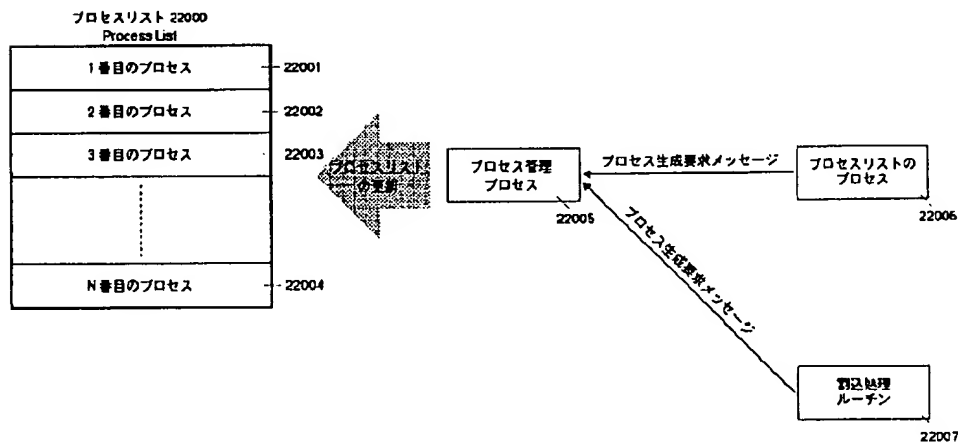 プロセスリスト 22000
Process List
1番目のプロセス
22001
2番目のプロセス
22002
3番目のプロセス
22003
N番目のプロセス
22004
プロセスリスト
の更新
プロセス管理
プロセス
22005
プロセス生成要求メッセージ
プロセスリストの
プロセス
22006
プロセス生成要求メッセージ
割込処理
ルーチン
22007